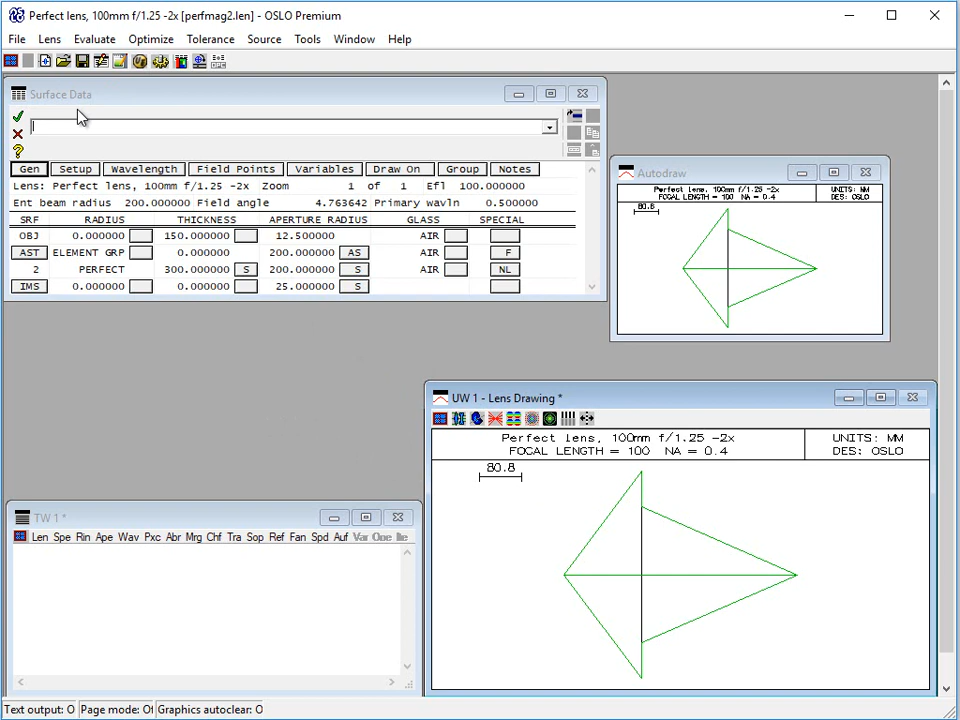 Perfect lens, 100mm f/1.25 -2x [perfmag2.len] - OSLO Premium
File Lens Evaluate Optimize Tolerance Source Tools Window Help
Surface Data
Gen Setup Wavelength Field Points Variables Draw On Group Notes
Lens: Perfect lens, 100mm f/1.25 -2x Zoom 1 of 1 Efl 100.000000
Ent beam radius 200.000000 Field angle 4.763642 Primary wavln 0.500000
SRF RADIUS THICKNESS APERTURE RADIUS GLASS SPECIAL
OBJ 0.000000 150.000000 12.500000 AIR
AST ELEMENT GRP 0.000000 200.000000 AS AIR F
2 PERFECT 300.000000 S 200.000000 S AIR NL
IMS 0.000000 0.000000 25.000000 S
Autodraw
Perfect lens, 100mm f/1.25 -2x
FOCAL LENGTH = 100 NA = 0.4
UNITS: MM
DES: OSLO
80.8
UW 1 - Lens Drawing *
Perfect lens, 100mm f/1.25 -2x
FOCAL LENGTH = 100 NA = 0.4
UNITS: MM
DES: OSLO
80.8
TW 1 *
Len Spe Rin Ape Wav Pxc Abr Mrg Chf Tra Sop Ref Fan Spd Auf Var Ope Ite
Text output: O Page mode: Of Graphics autoclear: O